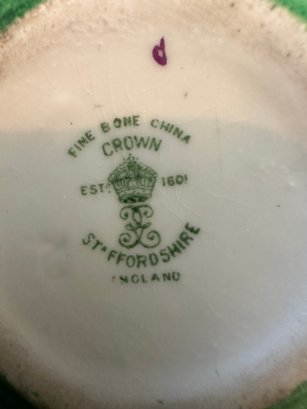 d
FINE BONE CHINA
CROWN
EST. 1801
STAFFORDSHIRE
ENGLAND